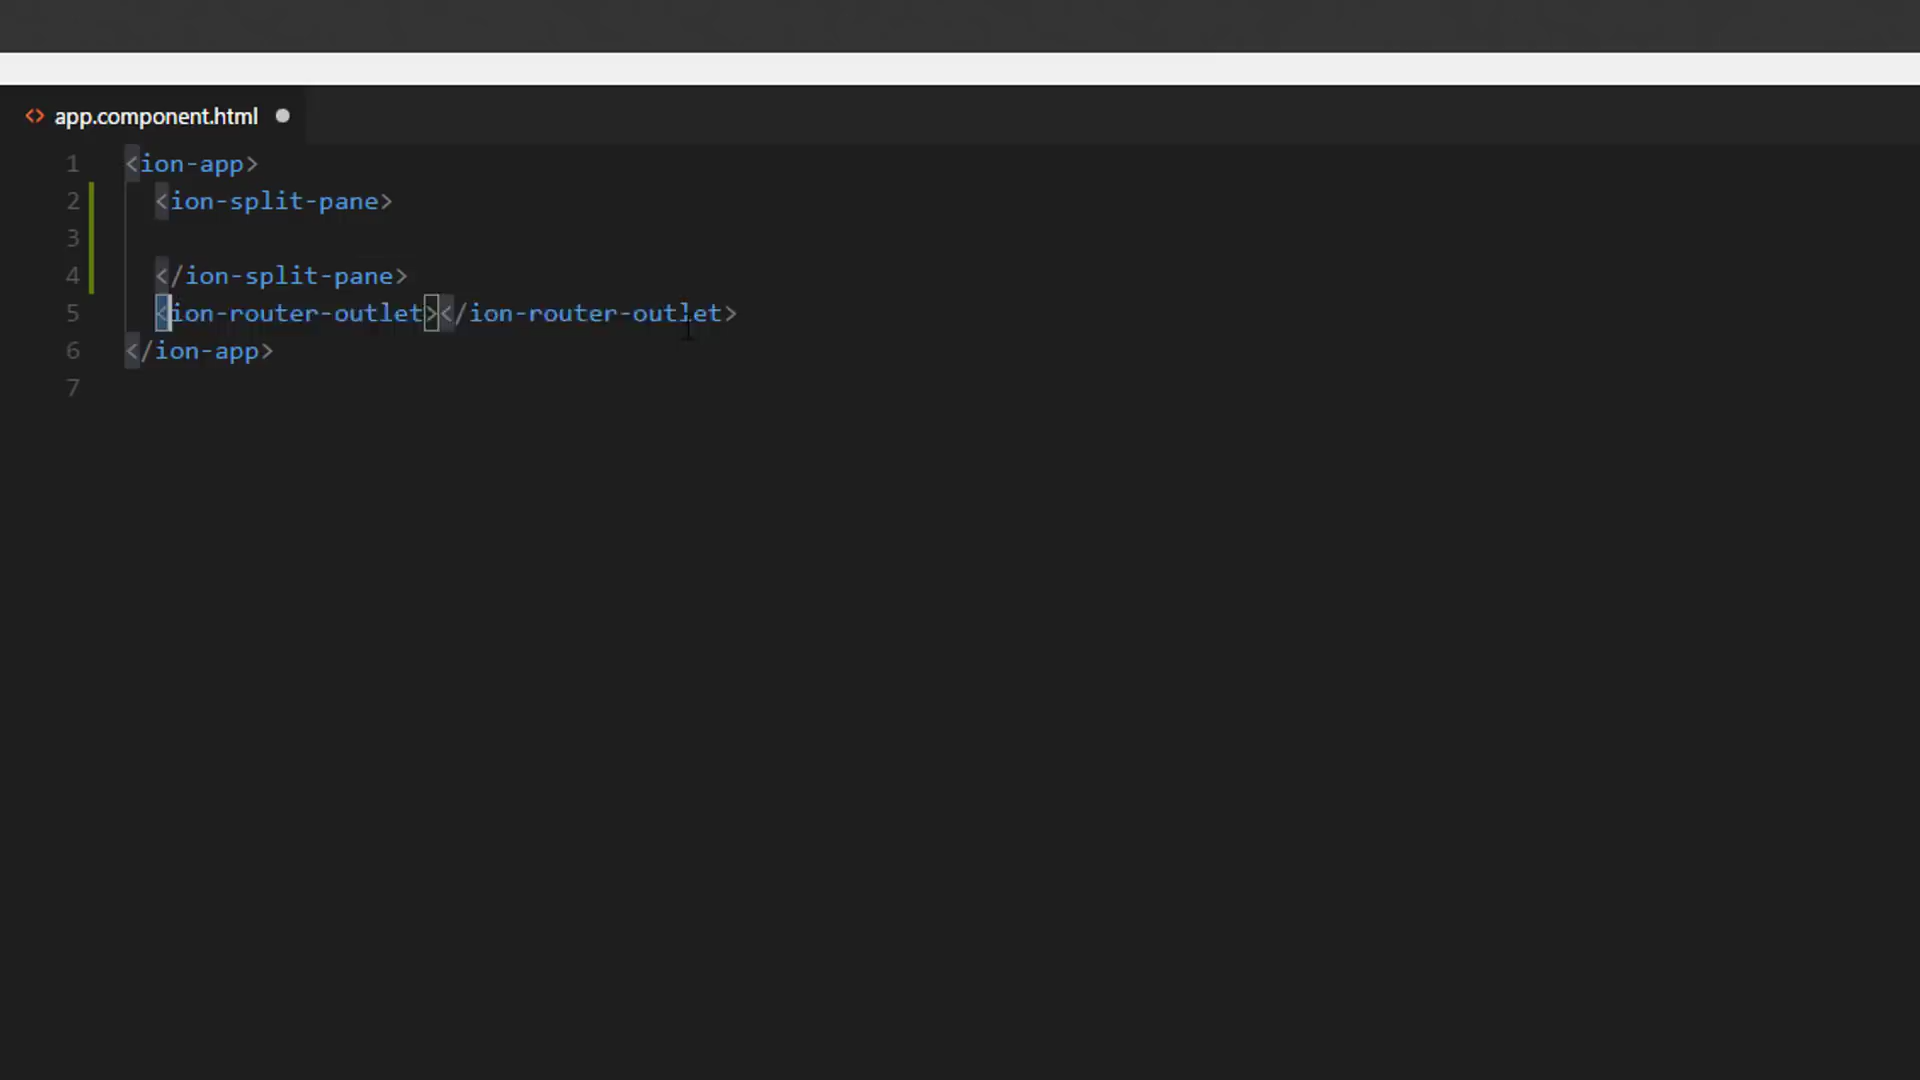 <> app.component.html
1 <ion-app>
2 <ion-split-pane>
3
4 </ion-split-pane>
5 <ion-router-outlet></ion-router-outlet>
6 </ion-app>
7